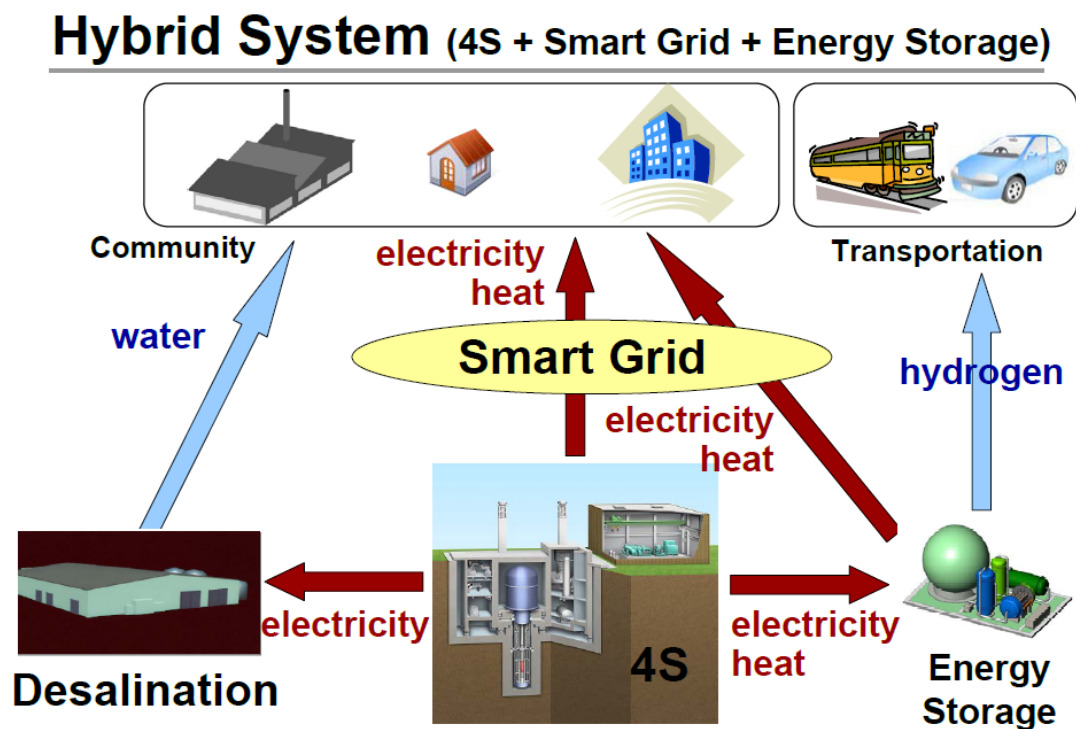 Hybrid System (4S + Smart Grid + Energy Storage)
Community
Transportation
electricity
heat
water
Smart Grid
hydrogen
electricity
heat
4S
electricity
electricity
heat
Desalination
Energy
Storage